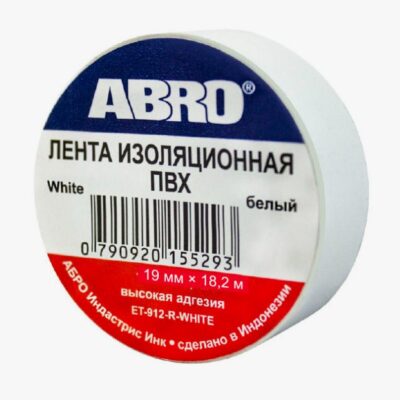 ABRO®
ЛЕНТА ИЗОЛЯЦИОННАЯ
ПВХ
White
белый
0 790920 155293
19 мм × 18,2 м
высокая адгезия
ET-912-R-WHITE
АБРО Индастрис Инк • сделано в Индонезии